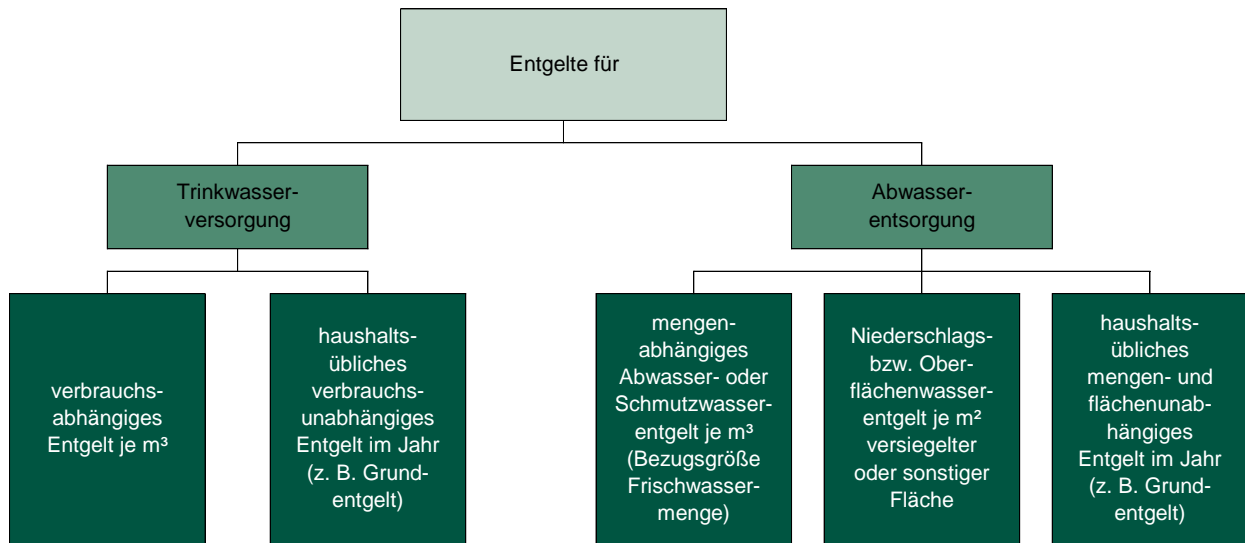 Entgelte für
Trinkwasser-
versorgung
Abwasser-
entsorgung
verbrauchs-
abhängiges
Entgelt je m³
haushalts-
übliches
verbrauchs-
unabhängiges
Entgelt im Jahr
(z. B. Grund-
entgelt)
mengen-
abhängiges
Abwasser- oder
Schmutzwasser-
entgelt je m³
(Bezugsgröße
Frischwasser-
menge)
Niederschlags-
bzw. Ober-
flächenwasser-
entgelt je m²
versiegelter
oder sonstiger
Fläche
haushalts-
übliches
mengen- und
flächenunab-
hängiges
Entgelt im Jahr
(z. B. Grund-
entgelt)